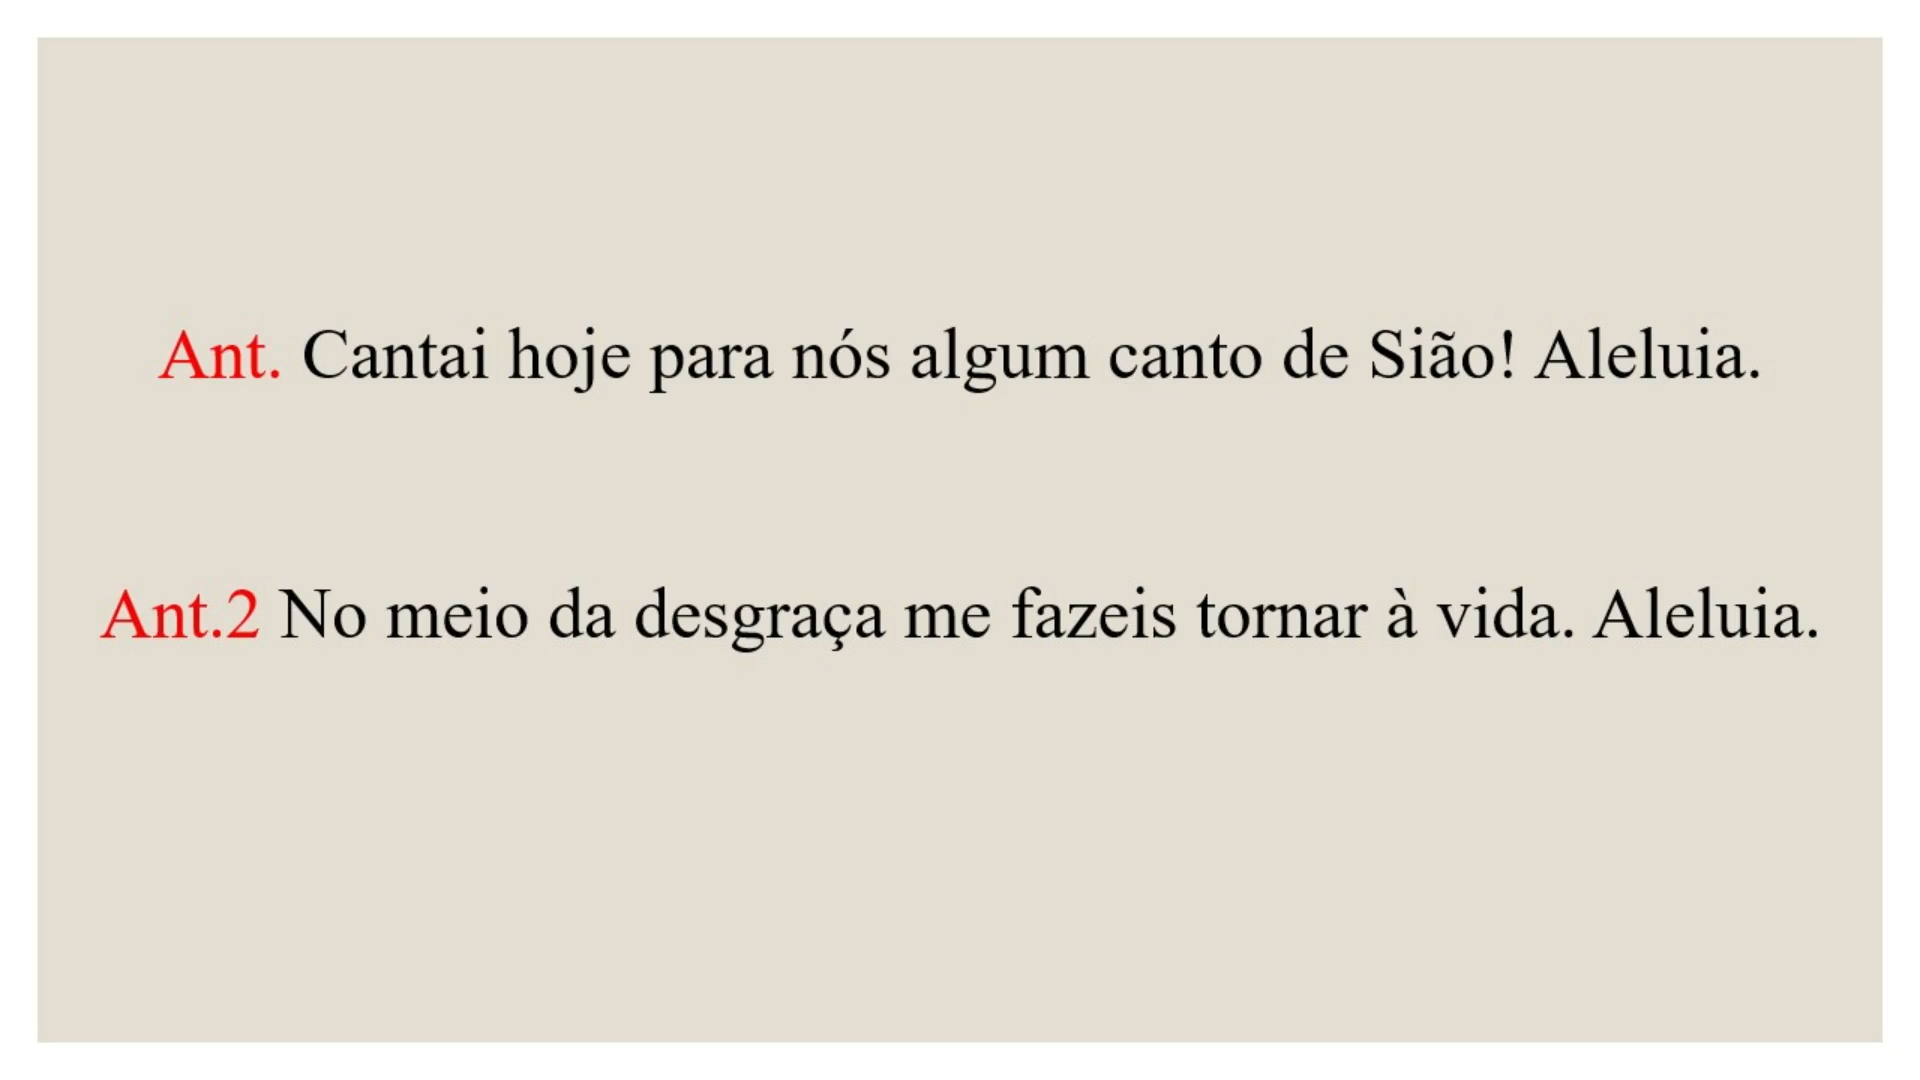 Ant. Cantai hoje para nós algum canto de Sião! Aleluia.
Ant.2 No meio da desgraça me fazeis tornar à vida. Aleluia.